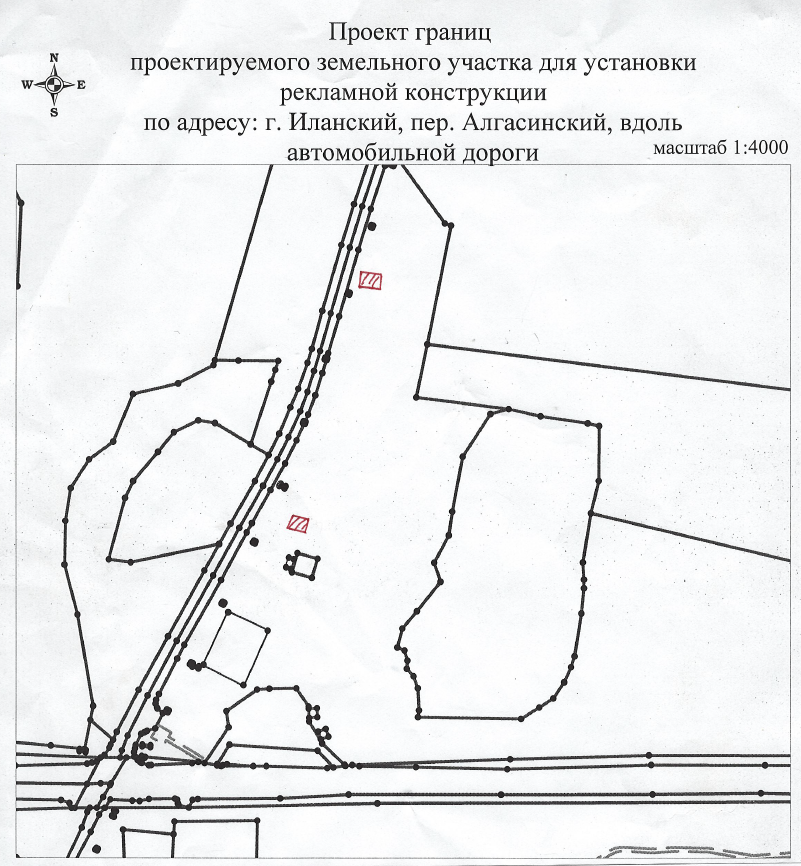 Проект границ
проектируемого земельного участка для установки
рекламной конструкции
по адресу: г. Иланский, пер. Алгасинский, вдоль
автомобильной дороги
масштаб 1:4000
N
W E
S